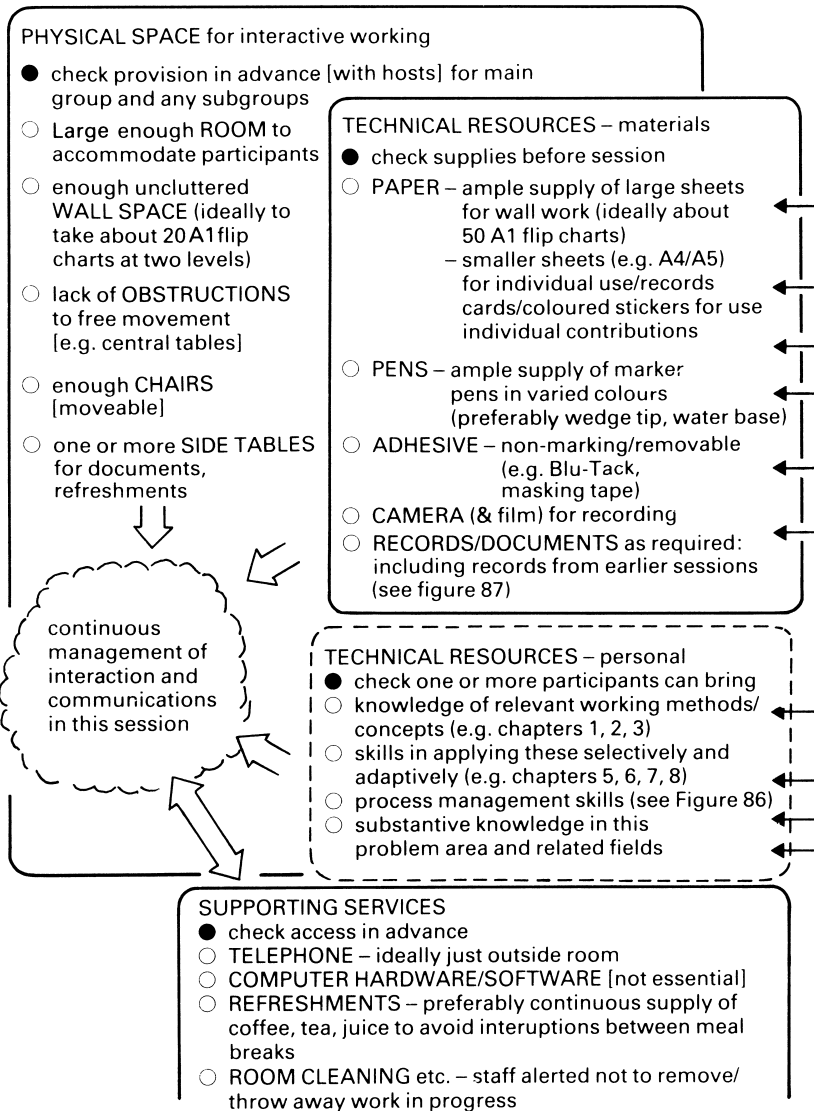 PHYSICAL SPACE for interactive working
● check provision in advance [with hosts] for main
group and any subgroups
○ Large enough ROOM to
accommodate participants
○ enough uncluttered
WALL SPACE (ideally to
take about 20 A1 flip
charts at two levels)
○ lack of OBSTRUCTIONS
to free movement
[e.g. central tables]
○ enough CHAIRS
[moveable]
○ one or more SIDE TABLES
for documents,
refreshments
TECHNICAL RESOURCES – materials
● check supplies before session
○ PAPER – ample supply of large sheets
for wall work (ideally about
50 A1 flip charts)
– smaller sheets (e.g. A4/A5)
for individual use/records
cards/coloured stickers for use
individual contributions
○ PENS – ample supply of marker
pens in varied colours
(preferably wedge tip, water base)
○ ADHESIVE – non-marking/removable
(e.g. Blu-Tack,
masking tape)
○ CAMERA (& film) for recording
○ RECORDS/DOCUMENTS as required:
including records from earlier sessions
(see figure 87)
continuous
management of
interaction and
communications
in this session
TECHNICAL RESOURCES – personal
● check one or more participants can bring
○ knowledge of relevant working methods/
concepts (e.g. chapters 1, 2, 3)
○ skills in applying these selectively and
adaptively (e.g. chapters 5, 6, 7, 8)
○ process management skills (see Figure 86)
○ substantive knowledge in this
problem area and related fields
SUPPORTING SERVICES
● check access in advance
○ TELEPHONE – ideally just outside room
○ COMPUTER HARDWARE/SOFTWARE [not essential]
○ REFRESHMENTS – preferably continuous supply of
coffee, tea, juice to avoid interuptions between meal
breaks
○ ROOM CLEANING etc. – staff alerted not to remove/
throw away work in progress